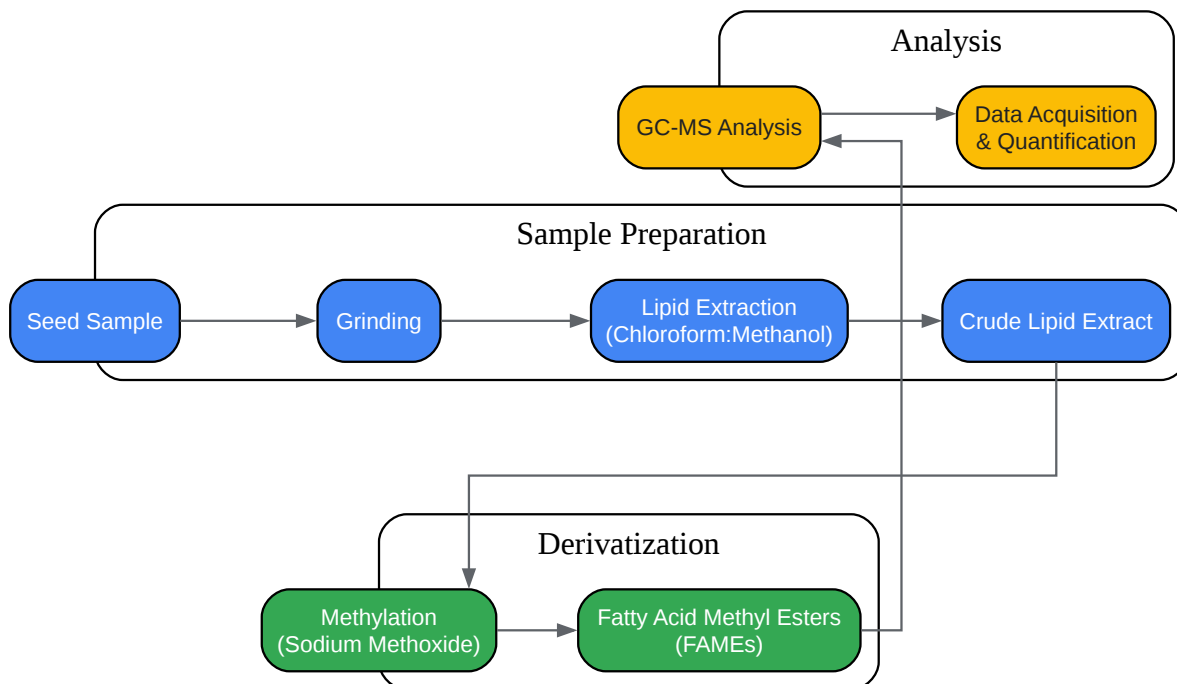 Analysis
GC-MS Analysis
Data Acquisition
& Quantification
Sample Preparation
Seed Sample
Grinding
Lipid Extraction
(Chloroform:Methanol)
Crude Lipid Extract
Derivatization
Methylation
(Sodium Methoxide)
Fatty Acid Methyl Esters
(FAMEs)